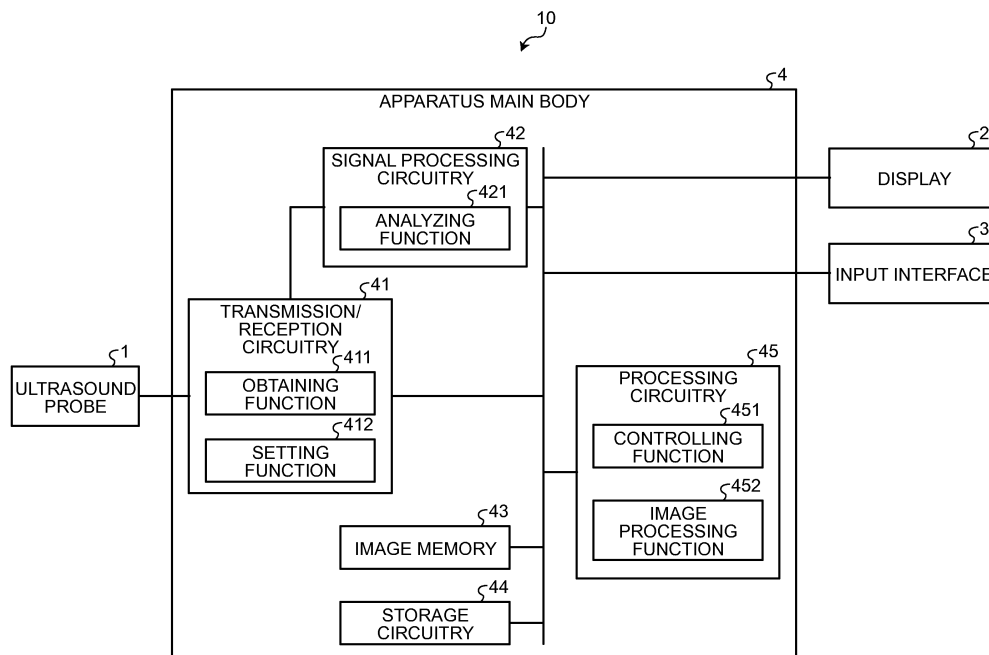 10
4
APPARATUS MAIN BODY
42
SIGNAL PROCESSING
CIRCUITRY
421
ANALYZING
FUNCTION
2
DISPLAY
3
INPUT INTERFACE
41
TRANSMISSION/
RECEPTION
CIRCUITRY
411
OBTAINING
FUNCTION
412
SETTING
FUNCTION
1
ULTRASOUND
PROBE
45
PROCESSING
CIRCUITRY
451
CONTROLLING
FUNCTION
452
IMAGE
PROCESSING
FUNCTION
43
IMAGE MEMORY
44
STORAGE
CIRCUITRY